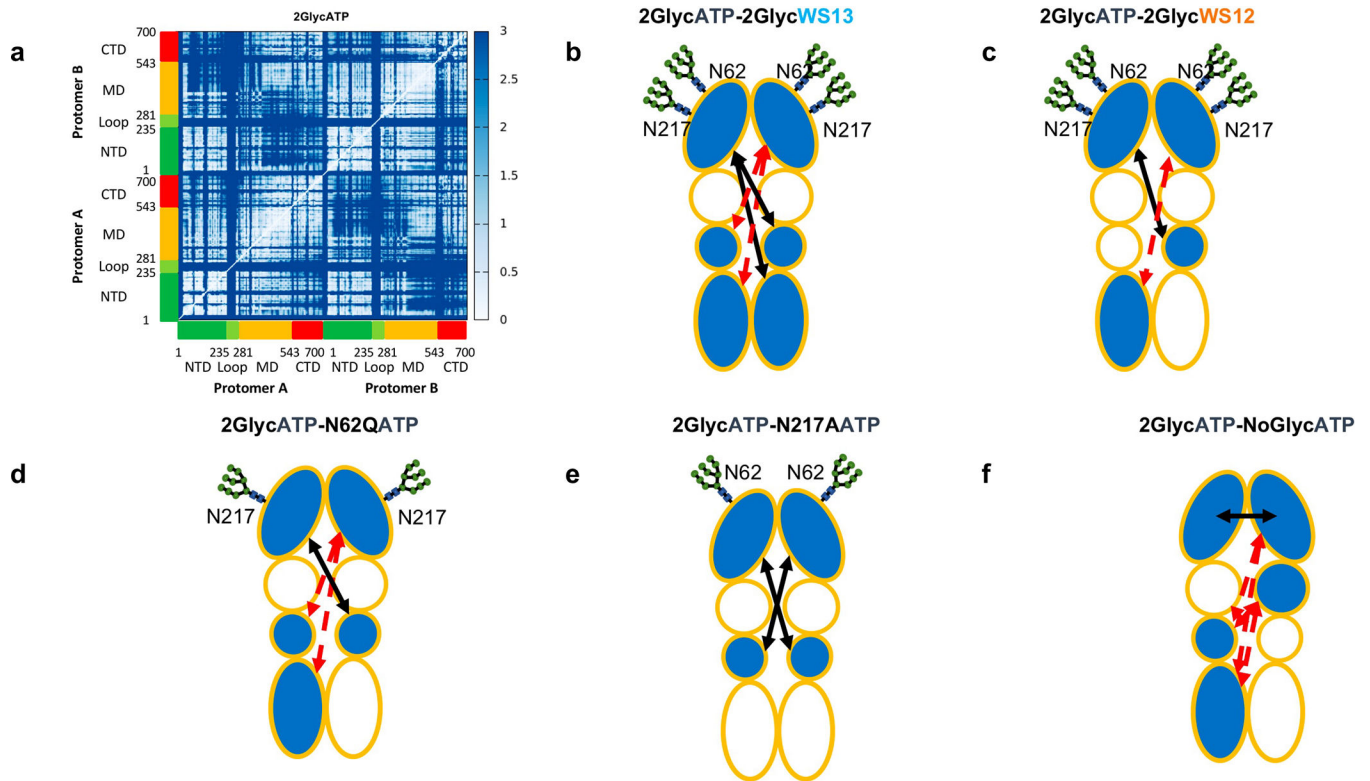 a
2GlycATP
Protomer B
Protomer A
700
CTD
543
MD
281
Loop
235
NTD
1
700
CTD
543
MD
281
Loop
235
NTD
1
3
2.5
2
1.5
1
0.5
0
1 235 281 543 700 1 235 281 543 700
NTD Loop MD CTD NTD Loop MD CTD
Protomer A Protomer B
b
2GlycATP-2GlycWS13
N62 N62
N217 N217
c
2GlycATP-2GlycWS12
N62 N62
N217 N217
d
2GlycATP-N62QATP
N217 N217
e
2GlycATP-N217AATP
N62 N62
f
2GlycATP-NoGlycATP